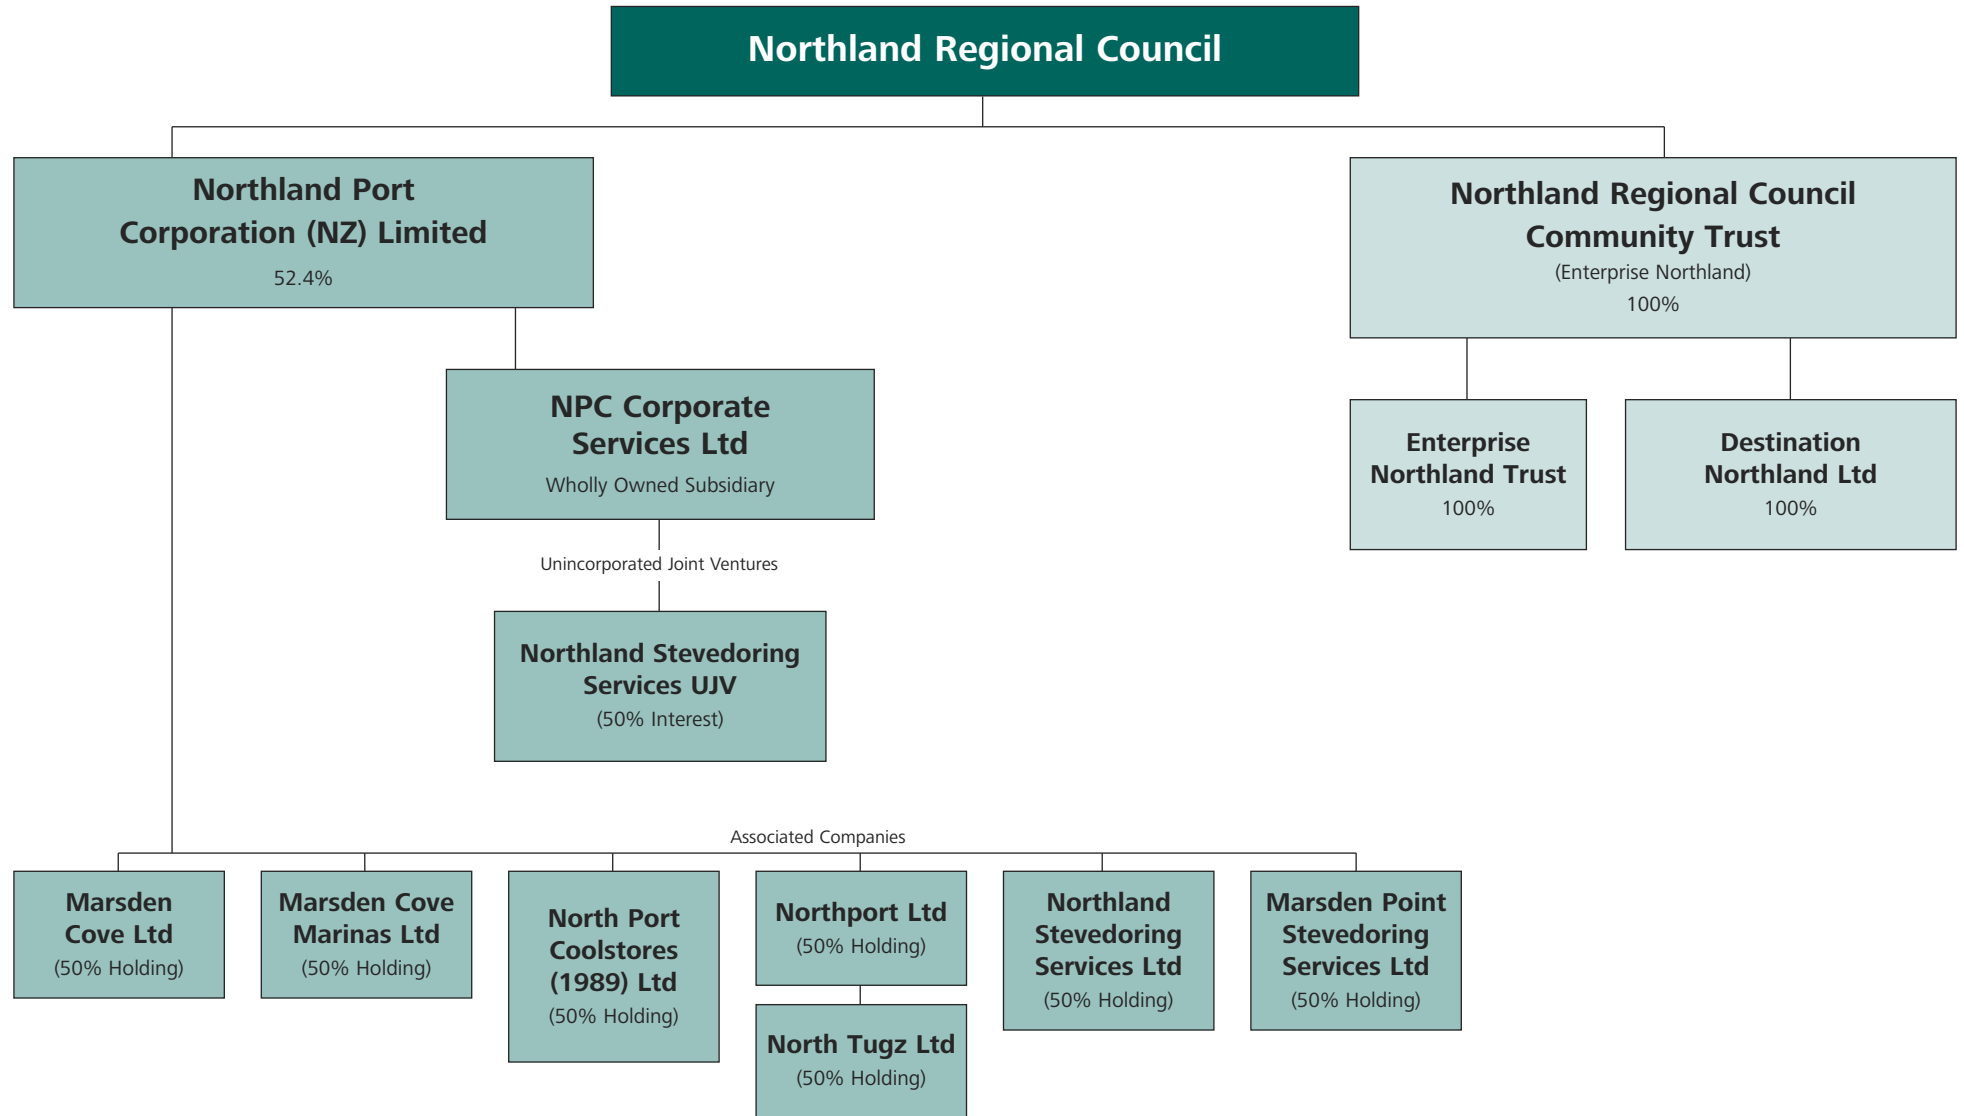 Northland Regional Council
Northland Port
Corporation (NZ) Limited
52.4%
Northland Regional Council
Community Trust
(Enterprise Northland)
100%
NPC Corporate
Services Ltd
Wholly Owned Subsidiary
Enterprise
Northland Trust
100%
Destination
Northland Ltd
100%
Unincorporated Joint Ventures
Northland Stevedoring
Services UJV
(50% Interest)
Associated Companies
Marsden
Cove Ltd
(50% Holding)
Marsden Cove
Marinas Ltd
(50% Holding)
North Port
Coolstores
(1989) Ltd
(50% Holding)
Northport Ltd
(50% Holding)
North Tugz Ltd
(50% Holding)
Northland
Stevedoring
Services Ltd
(50% Holding)
Marsden Point
Stevedoring
Services Ltd
(50% Holding)